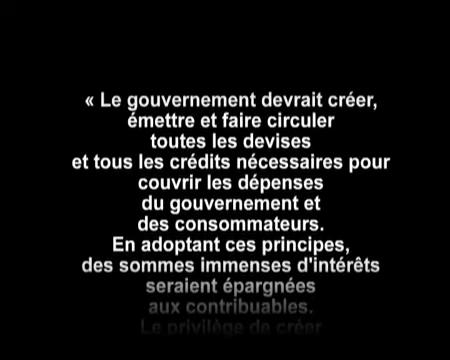 « Le gouvernement devrait créer,
émettre et faire circuler
toutes les devises
et tous les crédits nécessaires pour
couvrir les dépenses
du gouvernement et
des consommateurs.
En adoptant ces principes,
des sommes immenses d'intérêts
seraient épargnées
aux contribuables.
Le privilège de créer